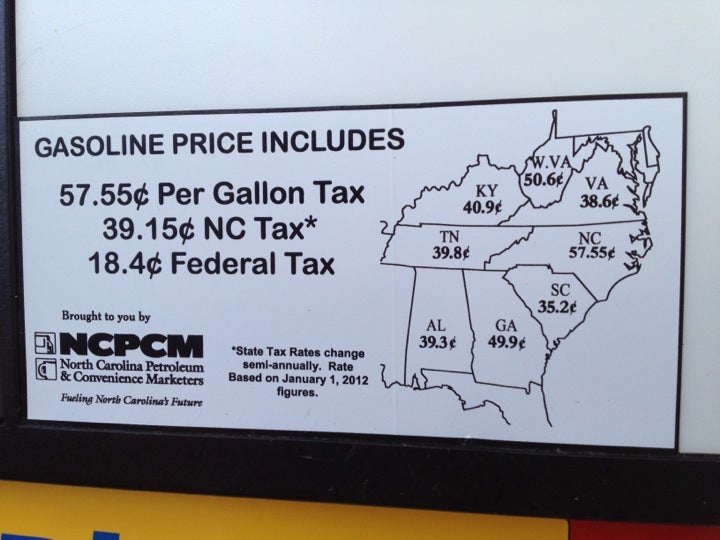 GASOLINE PRICE INCLUDES
57.55¢ Per Gallon Tax
39.15¢ NC Tax*
18.4¢ Federal Tax
Brought to you by
NCPCM
North Carolina Petroleum
& Convenience Marketers
Fueling North Carolina's Future
*State Tax Rates change
semi-annually. Rate
Based on January 1, 2012
figures.
W.VA
50.6¢
KY
40.9¢
VA
38.6¢
TN
39.8¢
NC
57.55¢
SC
35.2¢
AL
39.3¢
GA
49.9¢